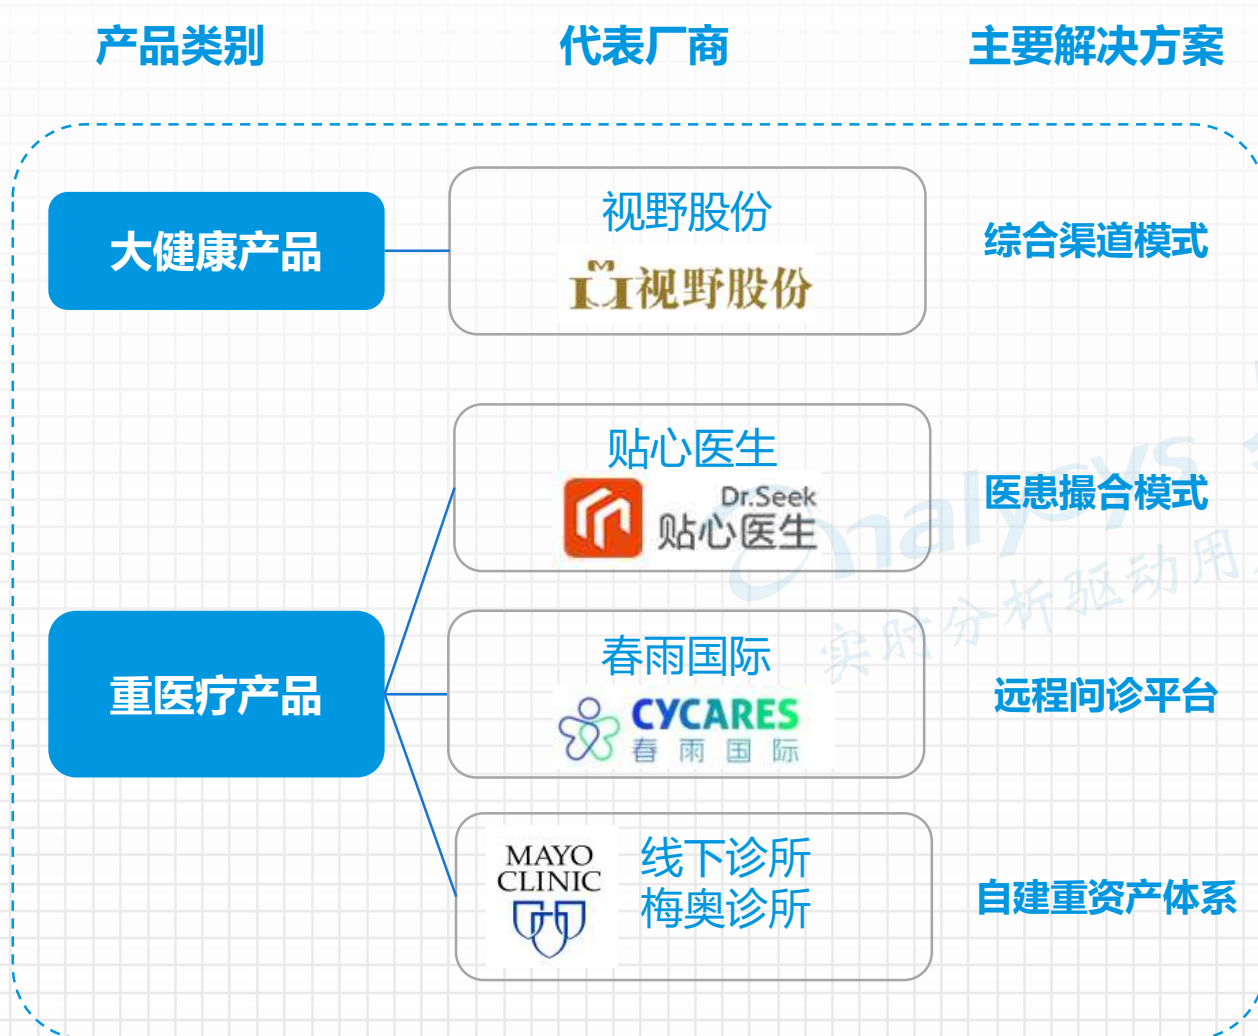 产品类别 代表厂商 主要解决方案
大健康产品
视野股份
视野股份
综合渠道模式
贴心医生
Dr.Seek
贴心医生
医患撮合模式
重医疗产品
春雨国际
CYCARES
春雨国际
远程问诊平台
MAYO
CLINIC
线下诊所
梅奥诊所
自建重资产体系
analysys
实时分析驱动用